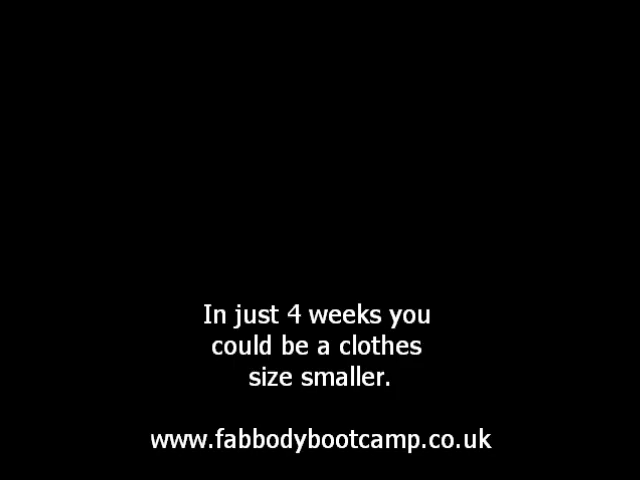 In just 4 weeks you
could be a clothes
size smaller.
www.fabbodybootcamp.co.uk